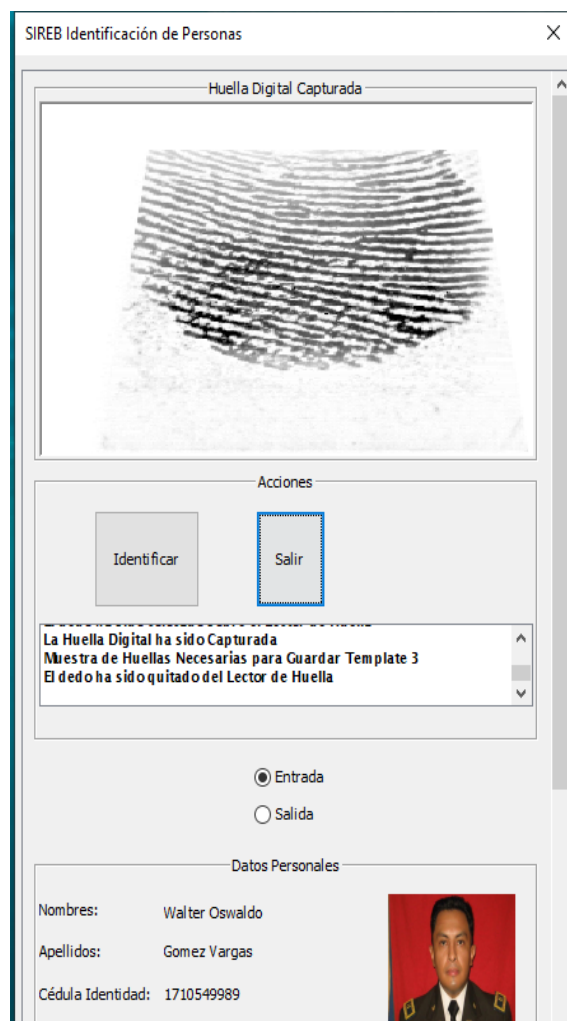 SIREB Identificación de Personas
Huella Digital Capturada
Acciones
Identificar
Salir
La Huella Digital ha sido Capturada
Muestra de Huellas Necesarias para Guardar Template 3
El dedo ha sido quitado del Lector de Huella
Entrada
Salida
Datos Personales
Nombres: Walter Oswaldo
Apellidos: Gomez Vargas
Cédula Identidad: 1710549989